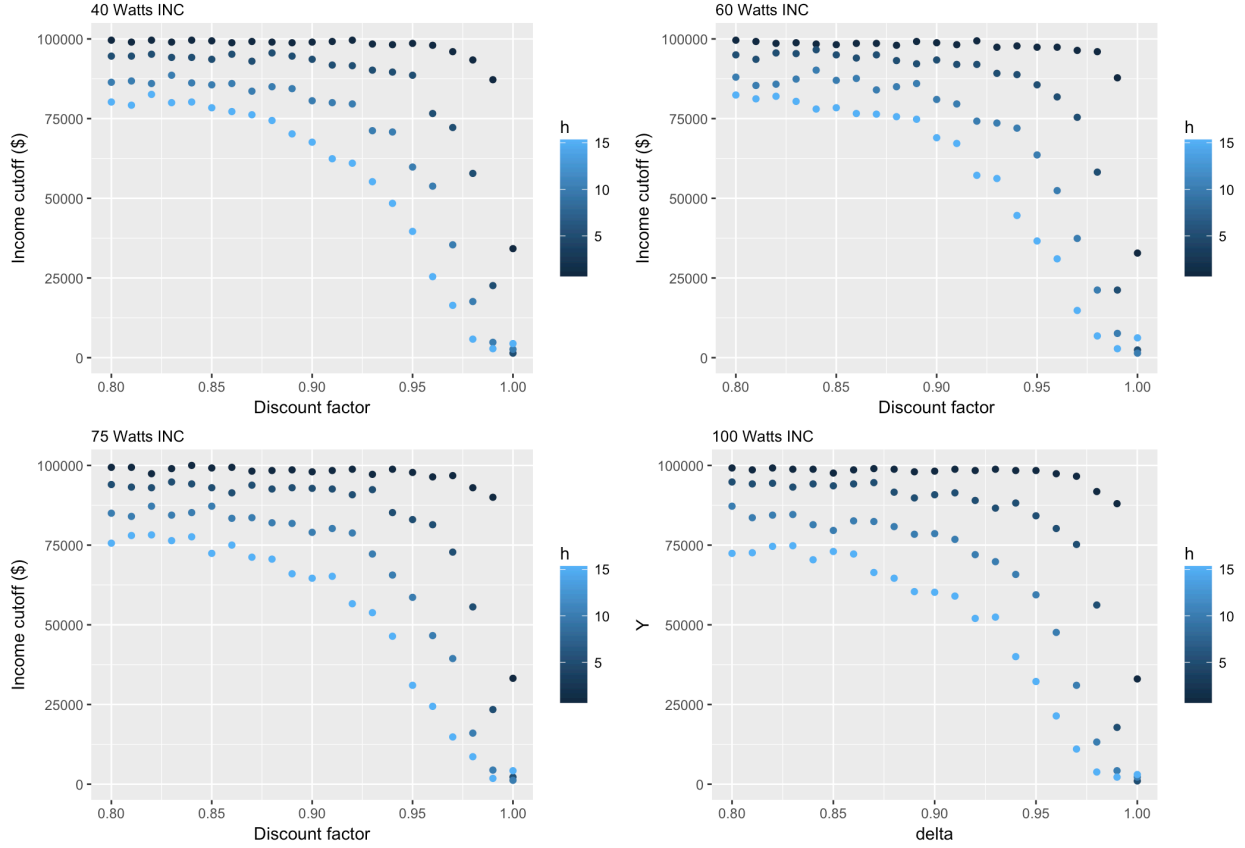 40 Watts INC
Income cutoff ($)
100000
75000
50000
25000
0
0.80 0.85 0.90 0.95 1.00
Discount factor
h
15
10
5
60 Watts INC
Income cutoff ($)
100000
75000
50000
25000
0
0.80 0.85 0.90 0.95 1.00
Discount factor
h
15
10
5
75 Watts INC
Income cutoff ($)
100000
75000
50000
25000
0
0.80 0.85 0.90 0.95 1.00
Discount factor
h
15
10
5
100 Watts INC
Y
100000
75000
50000
25000
0
0.80 0.85 0.90 0.95 1.00
delta
h
15
10
5